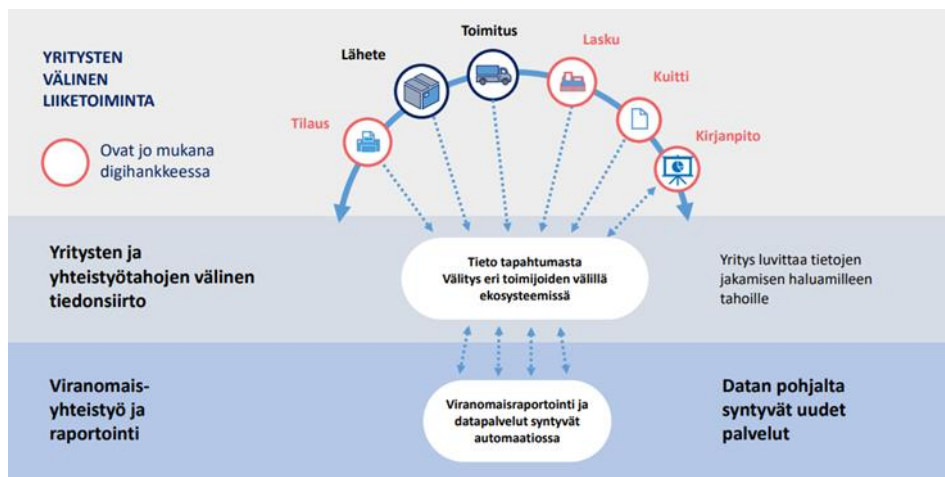 YRITYSTEN
VÄLINEN
LIIKETOIMINTA
Ovat jo mukana
digihankkeessa
Tilaus
Lähete
Toimitus
Lasku
Kuitti
Kirjanpito
Yritysten ja
yhteistyötahojen välinen
tiedonsiirto
Tieto tapahtumasta
Välitys eri toimijoiden välillä
ekosysteemissä
Yritys luvittaa tietojen
jakamisen haluamilleen
tahoille
Viranomais-
yhteistyö ja
raportointi
Viranomaisraportointi ja
datapalvelut syntyvät
automaatiossa
Datan pohjalta
syntyvät uudet
palvelut